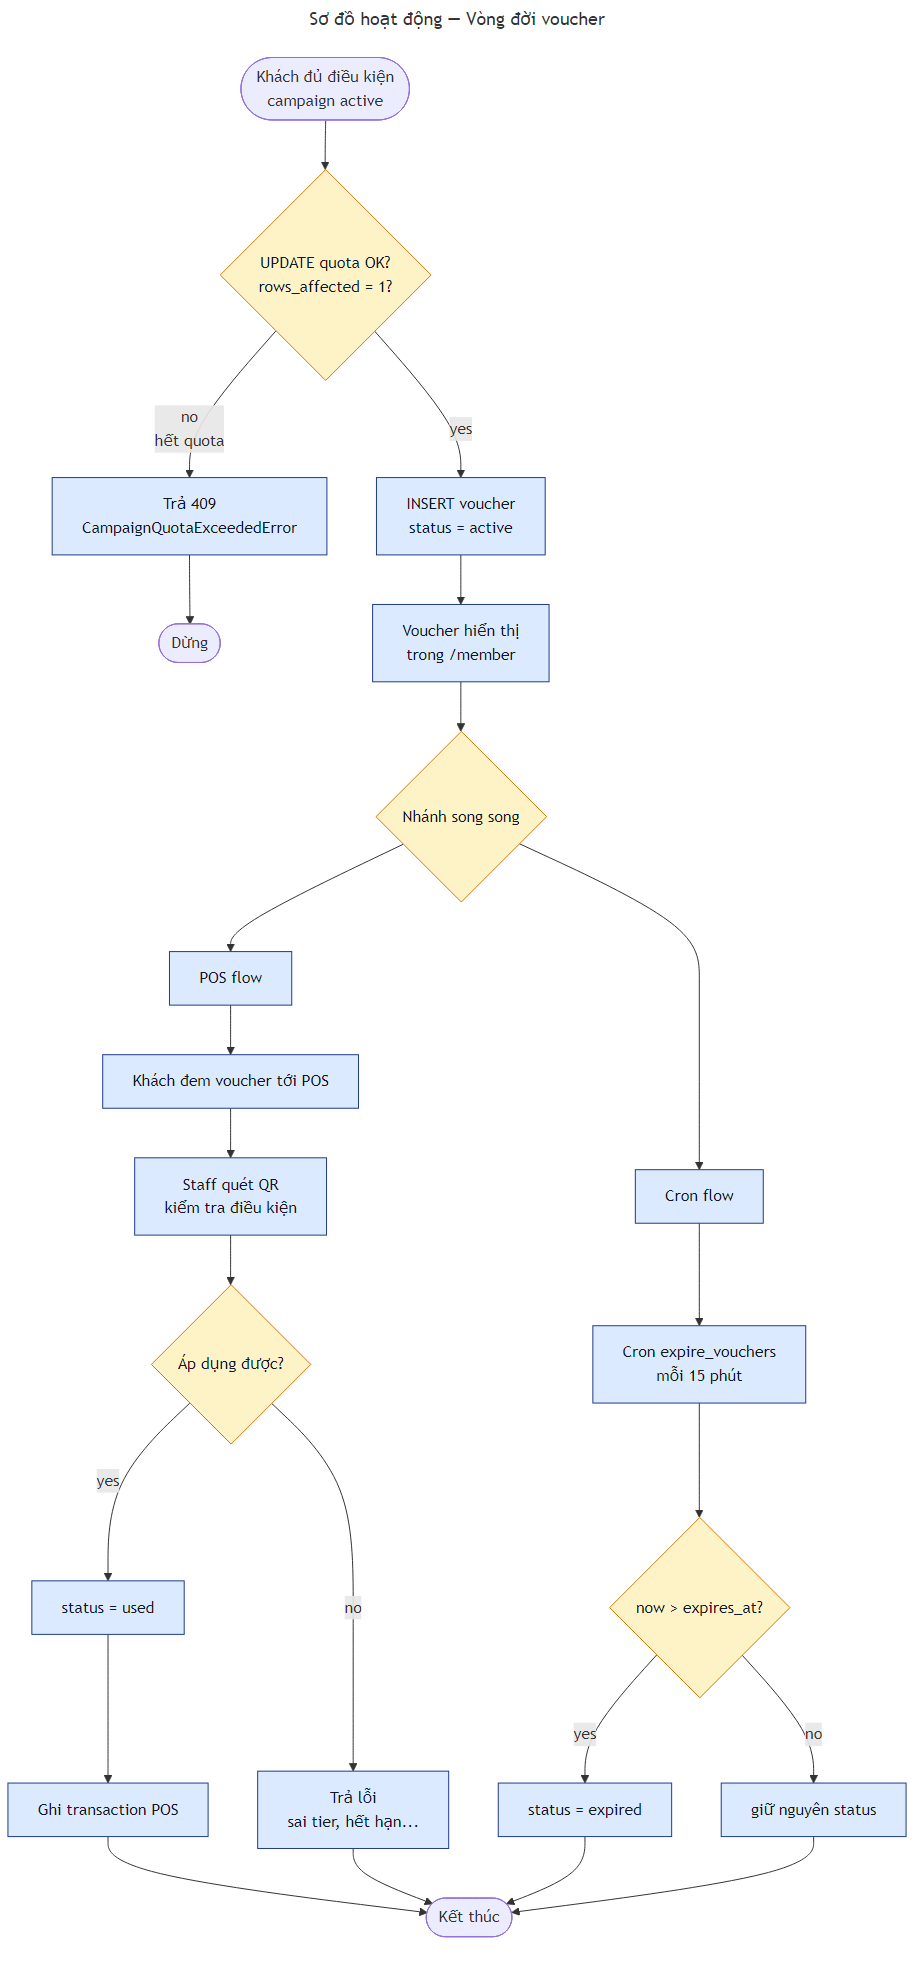 Sơ đồ hoạt động — Vòng đời voucher
Khách đủ điều kiện
campaign active
UPDATE quota OK?
rows_affected = 1?
no
hết quota
yes
Trả 409
CampaignQuotaExceededError
INSERT voucher
status = active
Dừng
Voucher hiển thị
trong /member
Nhánh song song
POS flow
Khách đem voucher tới POS
Staff quét QR
kiểm tra điều kiện
Cron flow
Áp dụng được?
Cron expire_vouchers
mỗi 15 phút
yes
no
status = used
now > expires_at?
yes
no
Ghi transaction POS
Trả lỗi
sai tier, hết hạn...
status = expired
giữ nguyên status
Kết thúc